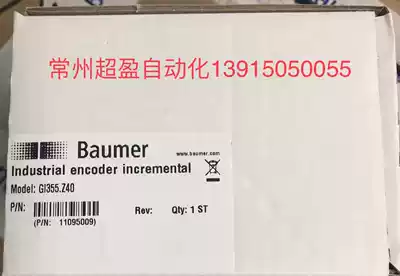 常州超盈自动化13915050055
Baumer
www.baumer.com
Industrial encoder incremental
Model: GI355.Z40
P/N:
Rev: Qty: 1 ST
(P/N: 11095009)